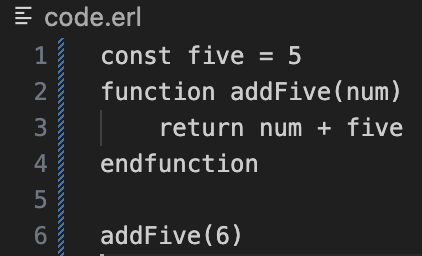 code.erl
1 const five = 5
2 function addFive(num)
3     return num + five
4 endfunction
5
6 addFive(6)